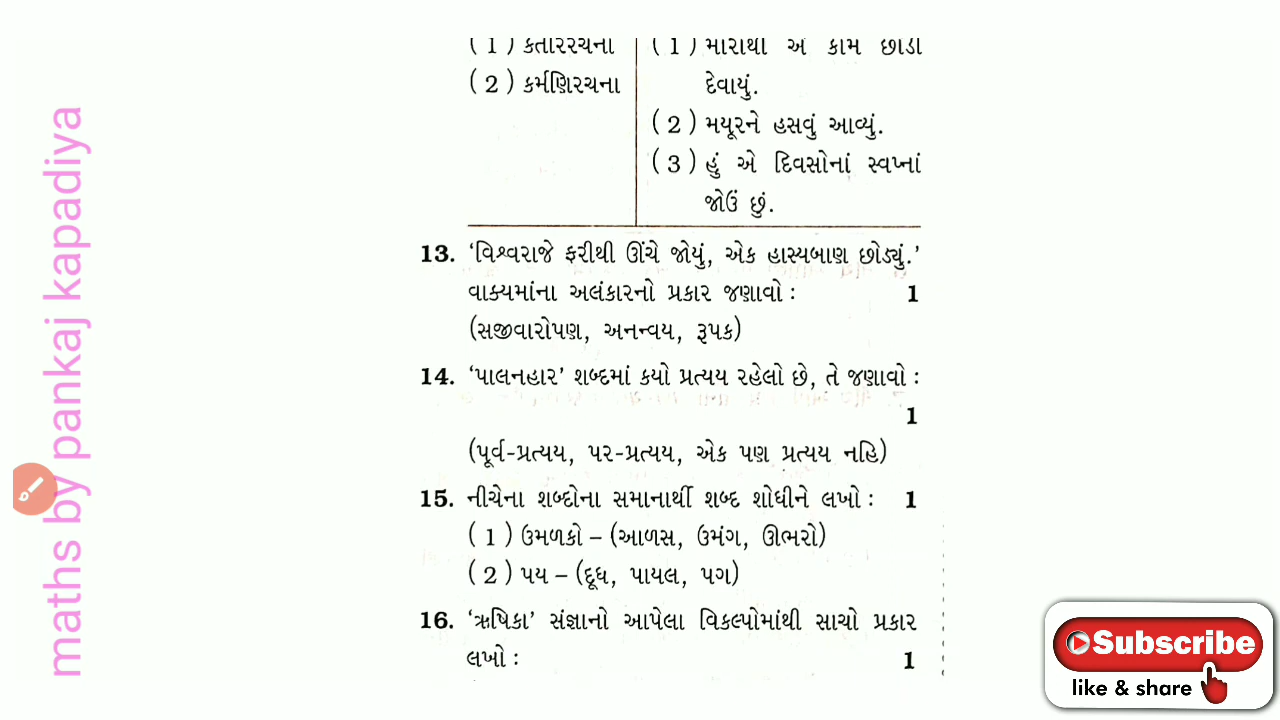 maths by pankaj kapadiya
( 1 ) કર્તરિરચના
( 2 ) કર્મણિરચના
( 1 ) મારાથી એ કામ છોડી
દેવાયું.
( 2 ) મયૂરને હસવું આવ્યું.
( 3 ) હું એ દિવસોનાં સ્વપ્નાં
જોઉં છું.
13. ‘વિશ્વરાજે ફરીથી ઊંચે જોયું, એક હાસ્યબાણ છોડ્યું.’
વાક્યમાંના અલંકારનો પ્રકાર જણાવો : 1
(સજીવારોપણ, અનન્વય, રૂપક)
14. ‘પાલનહાર’ શબ્દમાં કયો પ્રત્યય રહેલો છે, તે જણાવો :
1
(પૂર્વ-પ્રત્યય, પર-પ્રત્યય, એક પણ પ્રત્યય નહિ)
15. નીચેના શબ્દોના સમાનાર્થી શબ્દ શોધીને લખો : 1
( 1 ) ઉમળકો – (આળસ, ઉમંગ, ઊભરો)
( 2 ) પય – (દૂધ, પાયલ, પગ)
16. ‘ઋષિકા’ સંજ્ઞાનો આપેલા વિકલ્પોમાંથી સાચો પ્રકાર
લખો : 1
Subscribe
like & share